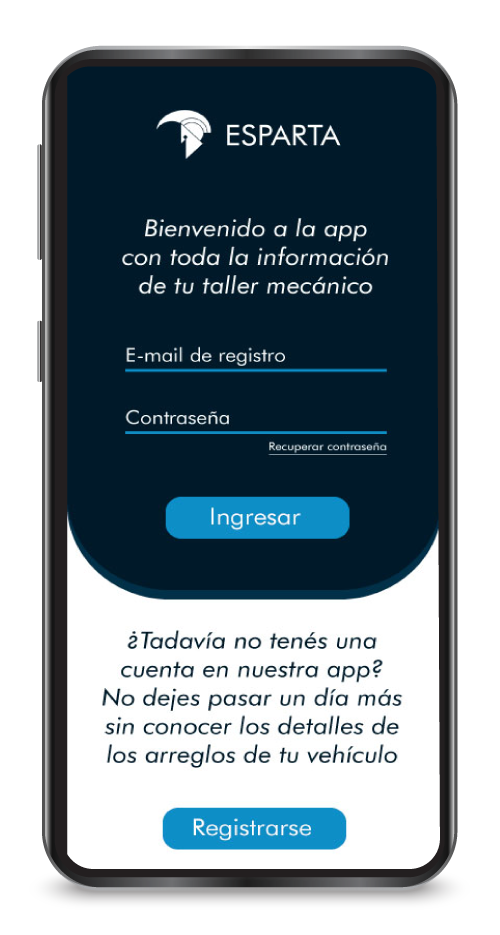 ESPARTA
Bienvenido a la app
con toda la información
de tu taller mecánico
E-mail de registro
Contraseña
Recuperar contraseña
Ingresar
¿Tadavía no tenés una
cuenta en nuestra app?
No dejes pasar un día más
sin conocer los detalles de
los arreglos de tu vehículo
Registrarse